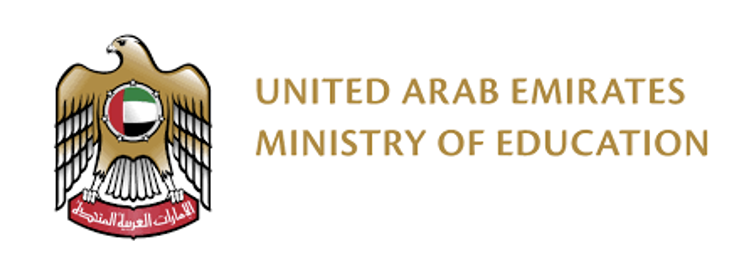 UNITED ARAB EMIRATES
MINISTRY OF EDUCATION
الإمارات العربية المتحدة